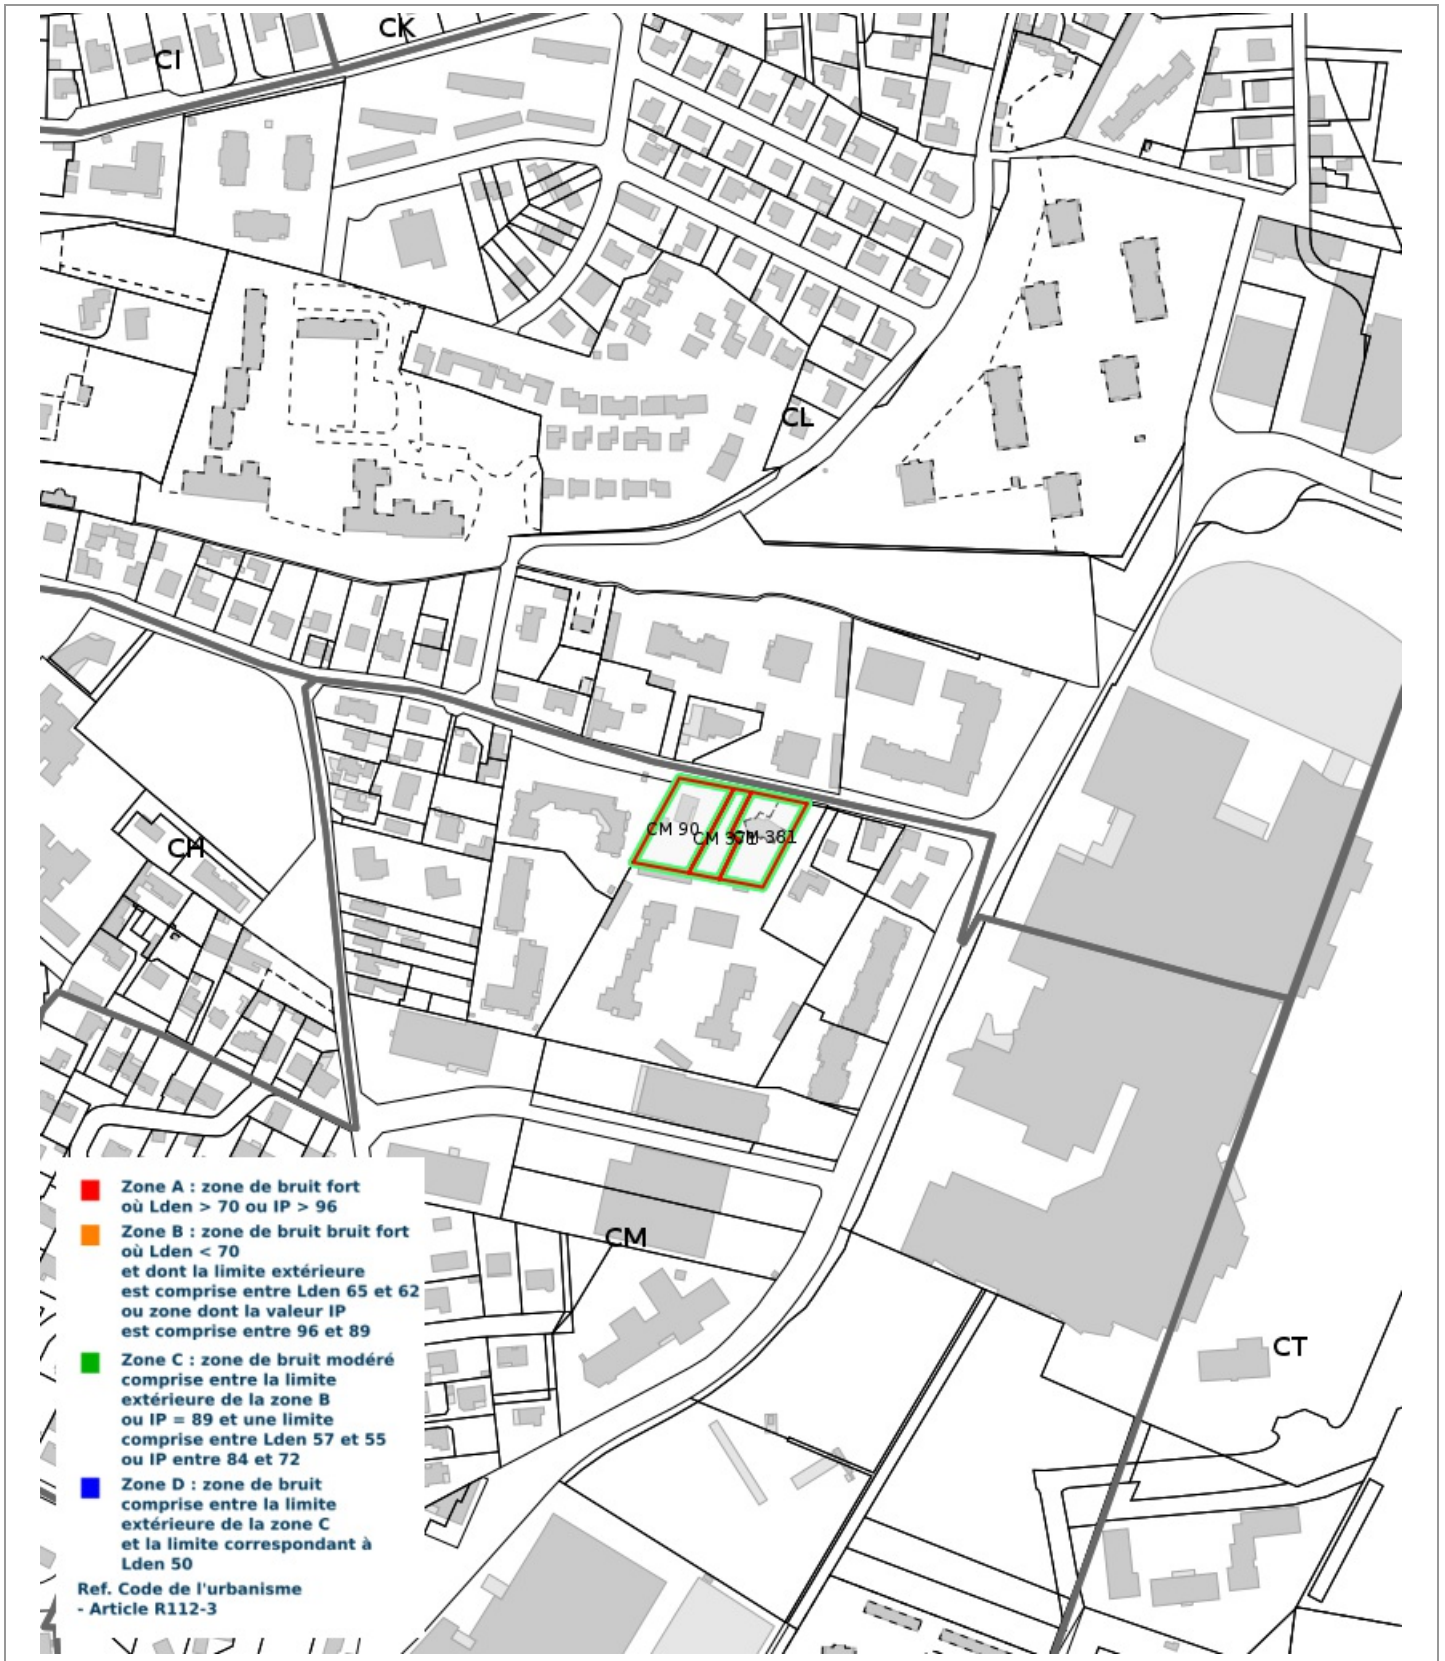 CK
CI
CL
CM 90
CM 381
CH
Zone A : zone de bruit fort
où Lden > 70 ou IP > 96
Zone B : zone de bruit bruit fort
où Lden < 70
et dont la limite extérieure
est comprise entre Lden 65 et 62
ou zone dont la valeur IP
est comprise entre 96 et 89
Zone C : zone de bruit modéré
comprise entre la limite
extérieure de la zone B
ou IP = 89 et une limite
comprise entre Lden 57 et 55
ou IP entre 84 et 72
Zone D : zone de bruit
comprise entre la limite
extérieure de la zone C
et la limite correspondant à
Lden 50
Ref. Code de l'urbanisme
- Article R112-3
CM
CT